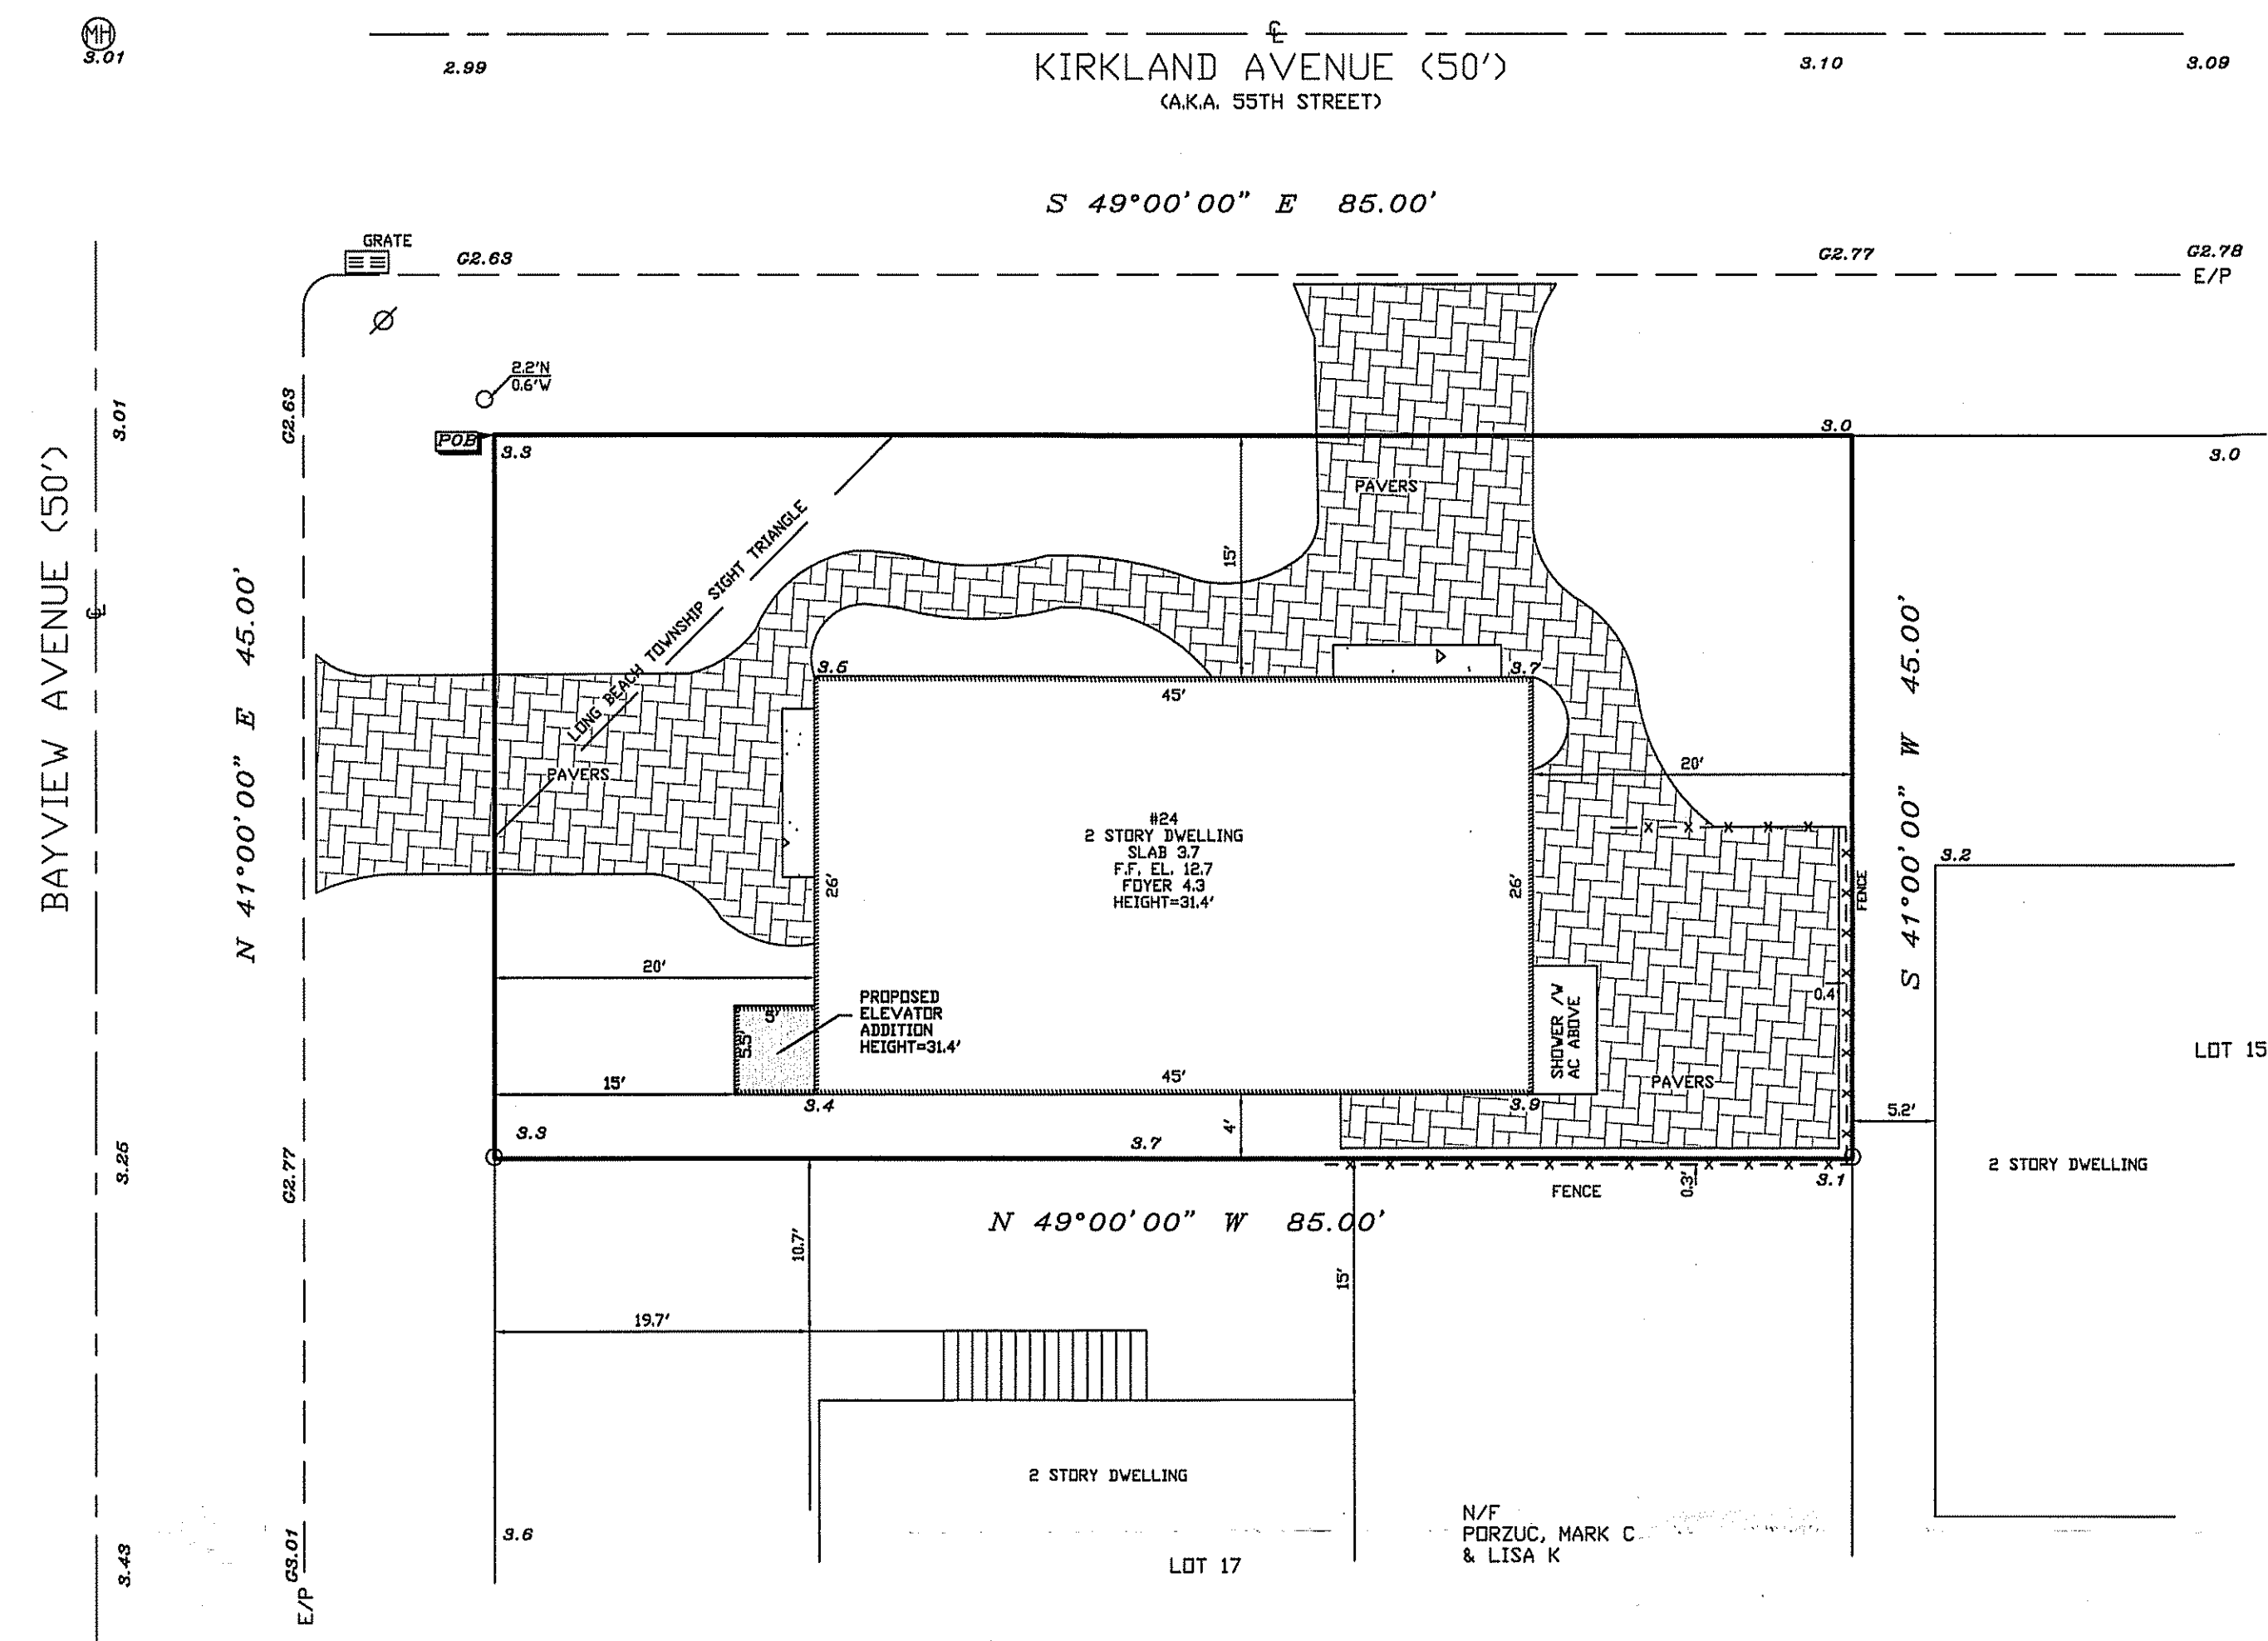 MH
3.01
2.99
℄
KIRKLAND AVENUE (50')
(A.K.A. 55TH STREET)
3.10
3.09
S 49°00'00" E 85.00'
GRATE
G2.63
G2.77
G2.78
E/P
2.2'N
0.6'W
G2.63
3.01
POB
3.3
3.0
3.0
BAYVIEW AVENUE (50')
℄
N 41°00'00" E 45.00'
LONG BEACH TOWNSHIP SIGHT TRIANGLE
PAVERS
15'
S 41°00'00" W 45.00'
3.5
3.7
45'
PAVERS
20'
#24
2 STORY DWELLING
SLAB 3.7
F.F. EL. 12.7
FOYER 4.3
HEIGHT=31.4'
26'
26'
3.2
FENCE
20'
PROPOSED
ELEVATOR
ADDITION
HEIGHT=31.4'
5'
5.5'
SHOWER /W
AC ABOVE
0.4'
LOT 15
15'
45'
PAVERS
3.4
3.9
5.2'
4'
3.3
3.7
3.25
G2.77
2 STORY DWELLING
FENCE
0.3'
3.1
N 49°00'00" W 85.00'
10.7'
15'
19.7'
2 STORY DWELLING
N/F
PORZUC, MARK C
& LISA K
3.6
3.43
G3.01
E/P
LOT 17